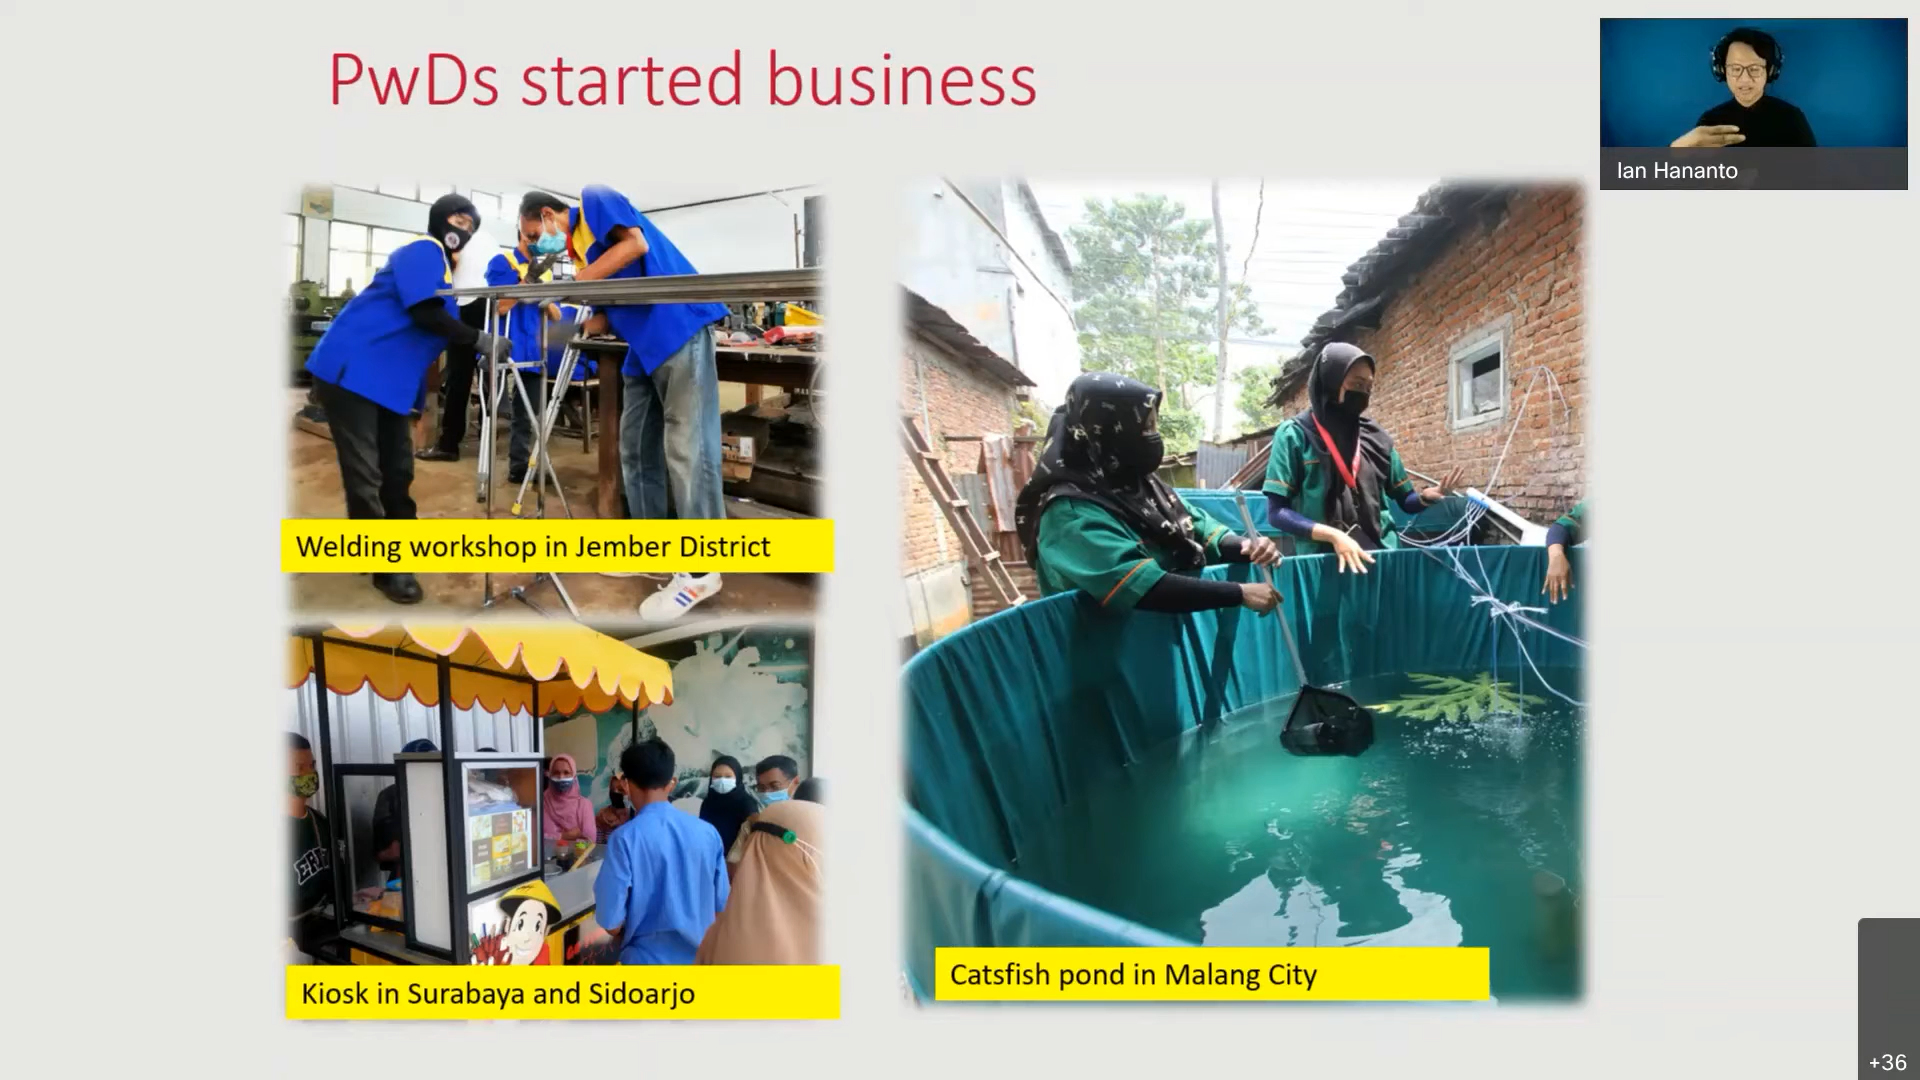 PwDs started business
Ian Hananto
Welding workshop in Jember District
Kiosk in Surabaya and Sidoarjo
Catsfish pond in Malang City
+36